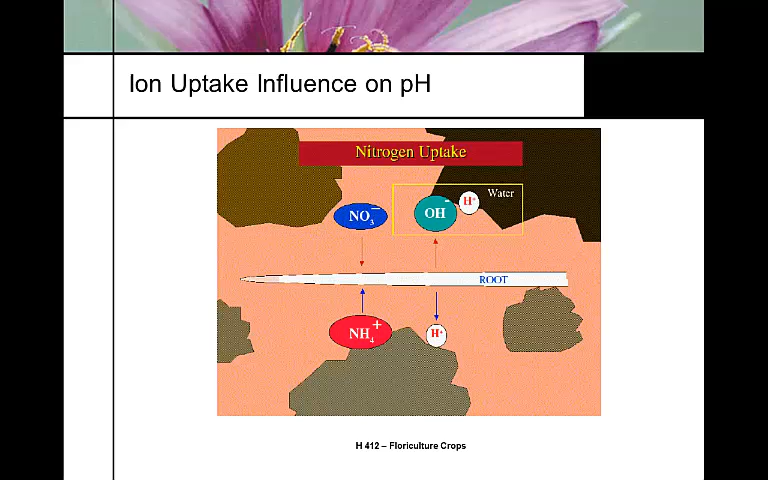 Ion Uptake Influence on pH
Nitrogen Uptake
Water
NO₃⁻
OH⁻
H⁺
ROOT
NH₄⁺
H⁺
H 412 – Floriculture Crops